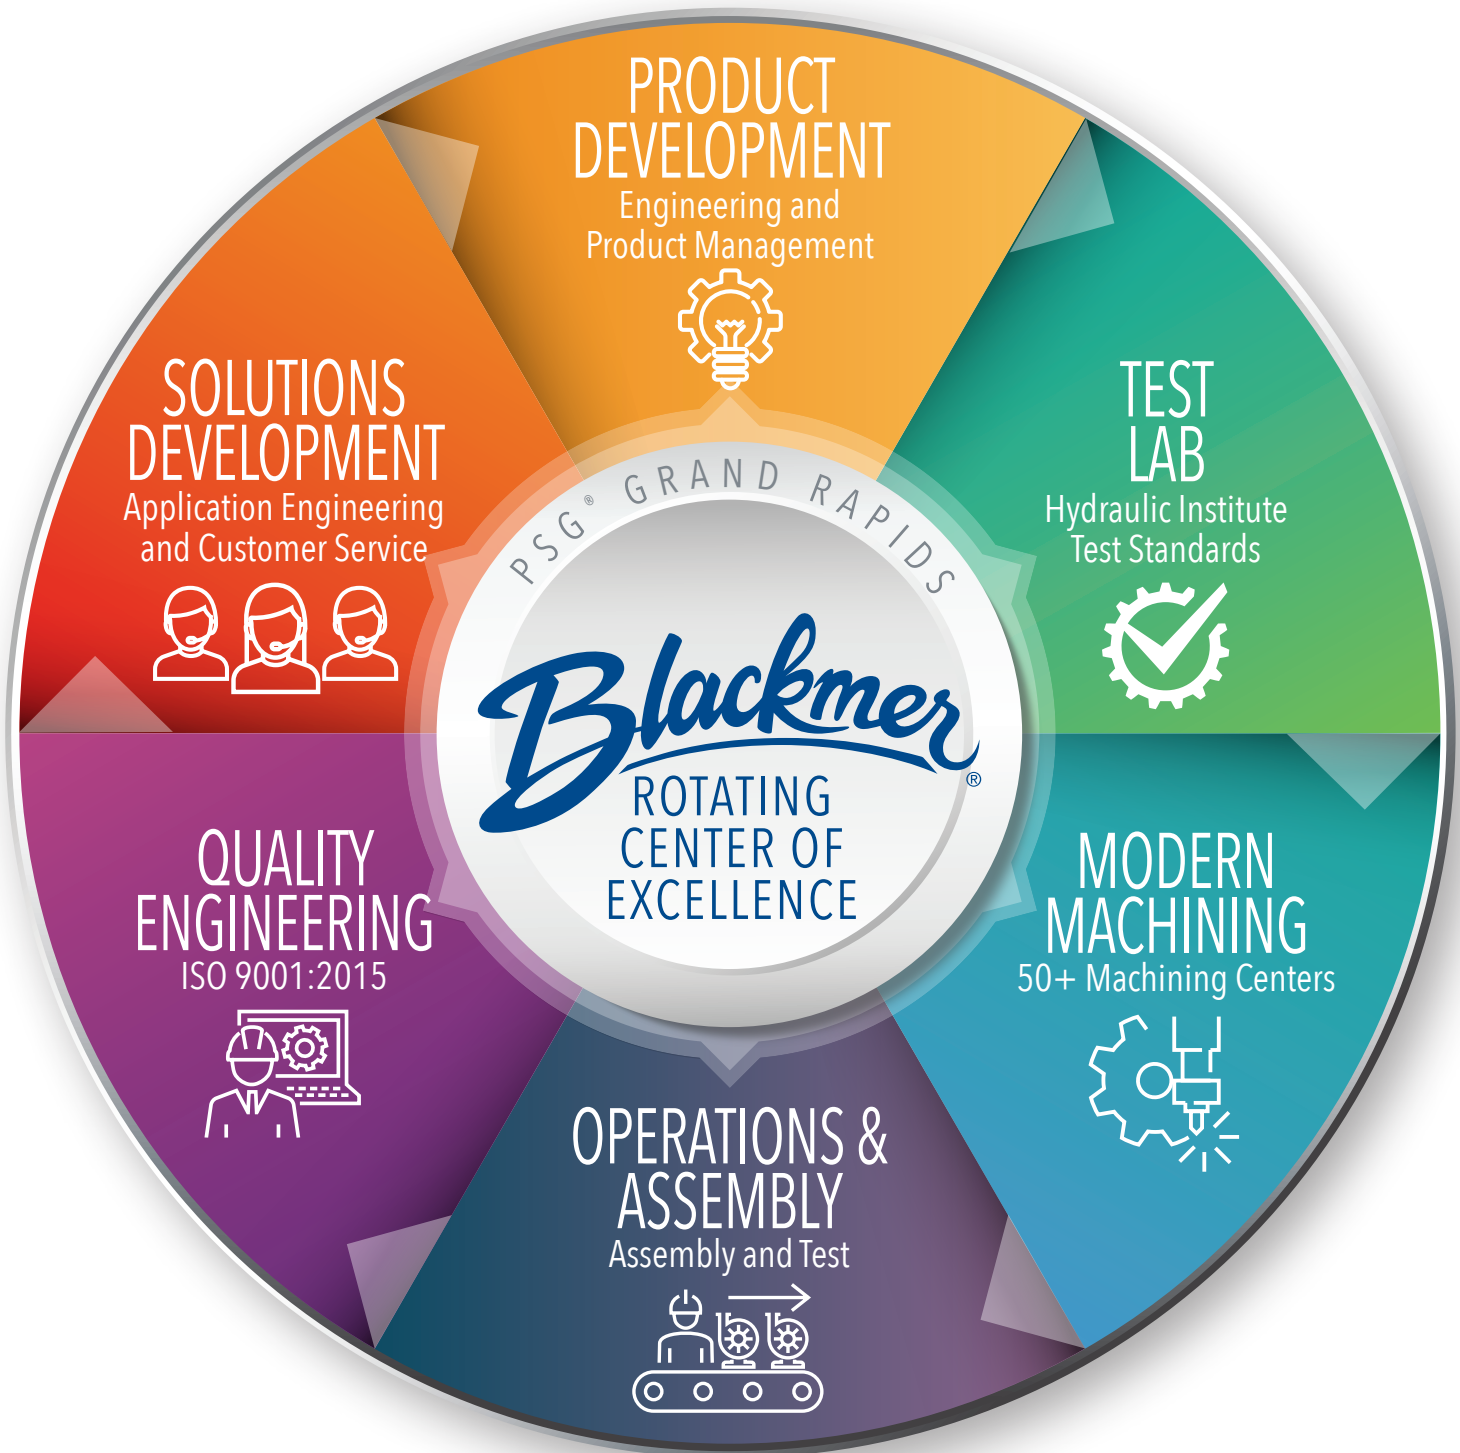 PRODUCT
DEVELOPMENT
Engineering and
Product Management
TEST
LAB
Hydraulic Institute
Test Standards
MODERN
MACHINING
50+ Machining Centers
OPERATIONS &
ASSEMBLY
Assembly and Test
QUALITY
ENGINEERING
ISO 9001:2015
SOLUTIONS
DEVELOPMENT
Application Engineering
and Customer Service
PSG® GRAND RAPIDS
Blackmer®
ROTATING
CENTER OF
EXCELLENCE